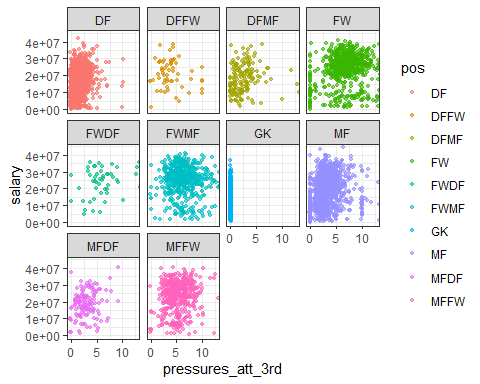 DF DFFW DFMF FW
4e+07
3e+07
2e+07
1e+07
0e+00
FWDF FWMF GK MF
4e+07
3e+07
2e+07
1e+07
0e+00
MFDF MFFW
4e+07
3e+07
2e+07
1e+07
0e+00
0 5 10 0 5 10 0 5 10 0 5 10
salary
pressures_att_3rd
pos
DF
DFFW
DFMF
FW
FWDF
FWMF
GK
MF
MFDF
MFFW